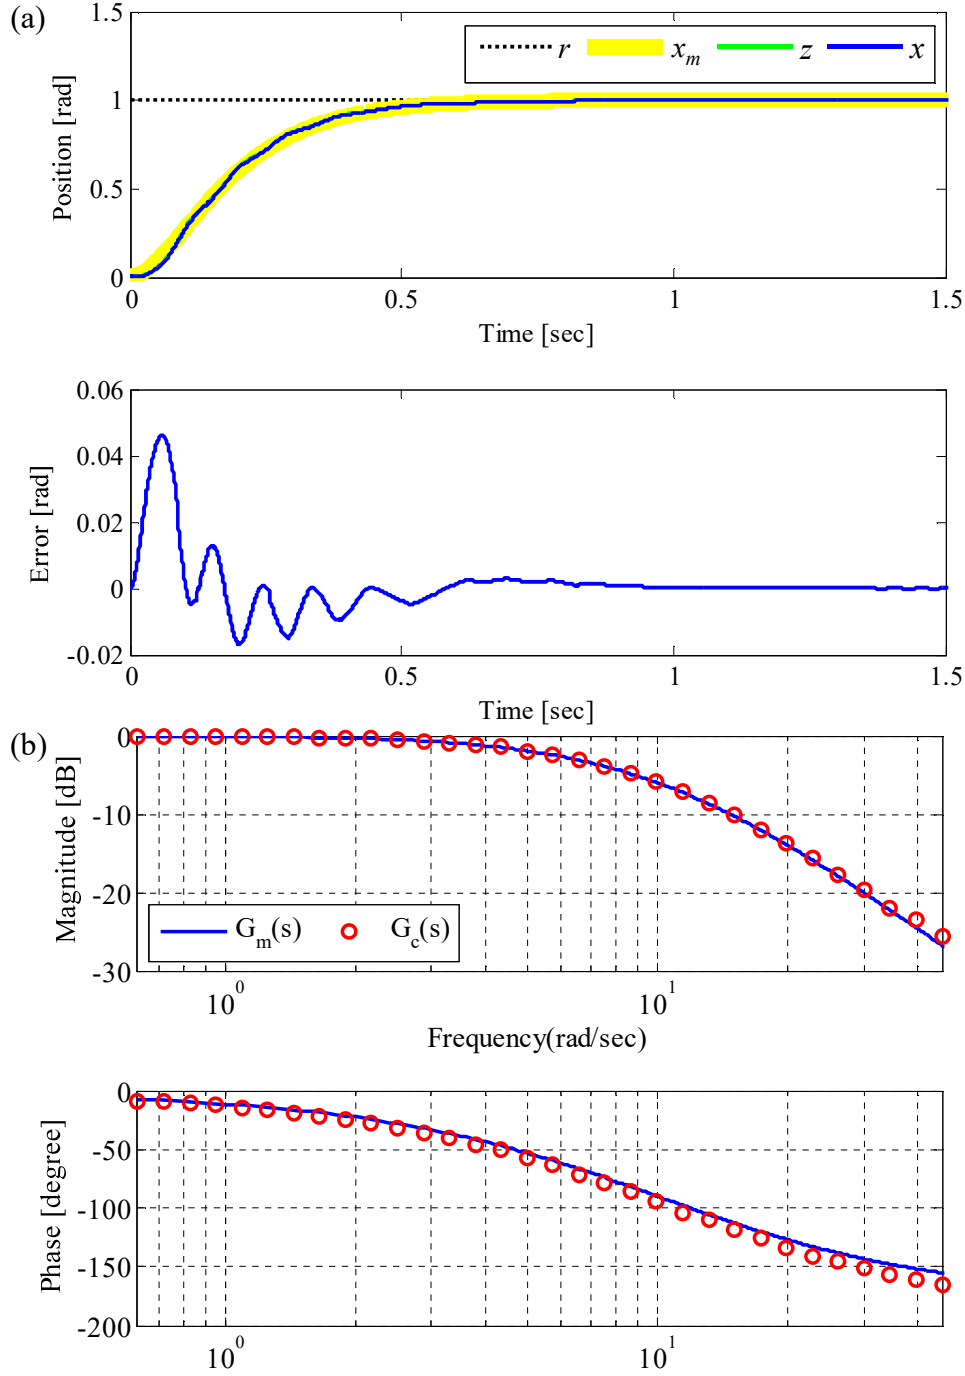 (a)
1.5
1
0.5
0
Position [rad]
r x_m z x
0 0.5 1 1.5
Time [sec]
0.06
0.04
0.02
0
-0.02
Error [rad]
0 0.5 1 1.5
Time [sec]
(b)
0
-10
-20
-30
Magnitude [dB]
G_m(s) G_c(s)
10^0 10^1
Frequency(rad/sec)
0
-50
-100
-150
-200
Phase [degree]
10^0 10^1